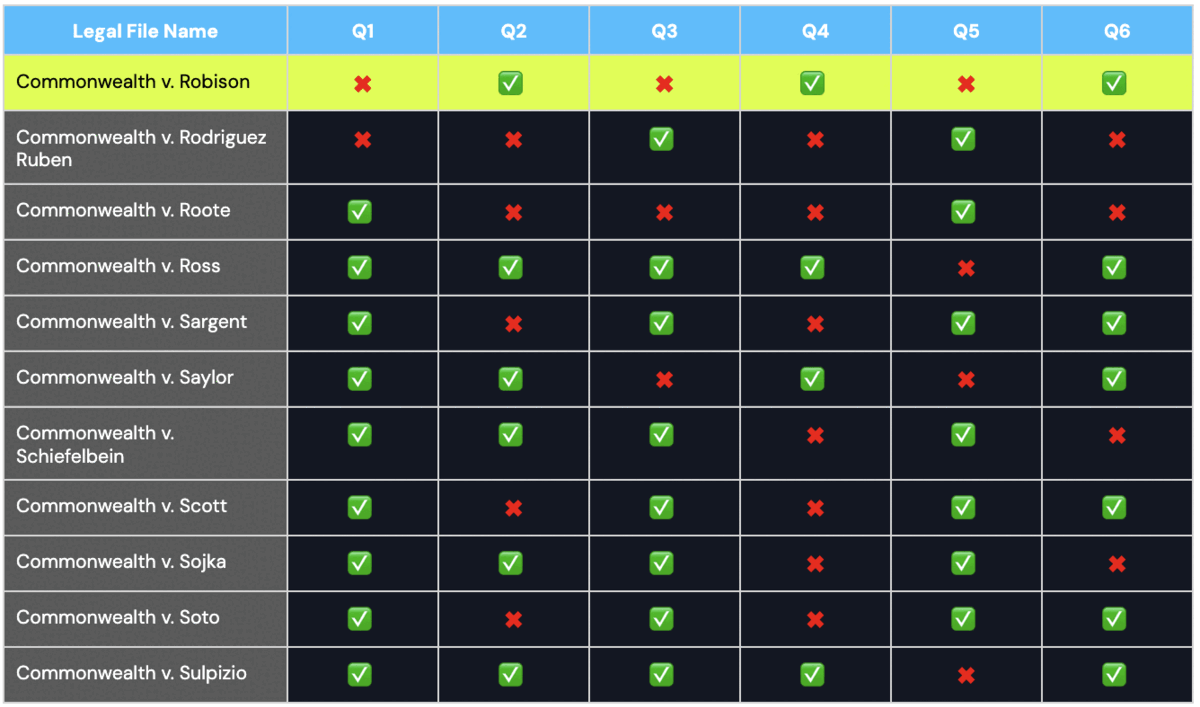 Legal File Name Q1 Q2 Q3 Q4 Q5 Q6
Commonwealth v. Robison ✖ ✅ ✖ ✅ ✖ ✅
Commonwealth v. Rodriguez ✖ ✖ ✅ ✖ ✅ ✖
Ruben
Commonwealth v. Roote ✅ ✖ ✖ ✖ ✅ ✖
Commonwealth v. Ross ✅ ✅ ✅ ✅ ✖ ✅
Commonwealth v. Sargent ✅ ✖ ✅ ✖ ✅ ✅
Commonwealth v. Saylor ✅ ✅ ✖ ✅ ✖ ✅
Commonwealth v. ✅ ✅ ✅ ✖ ✅ ✖
Schiefelbein
Commonwealth v. Scott ✅ ✖ ✅ ✖ ✅ ✅
Commonwealth v. Sojka ✅ ✅ ✅ ✖ ✅ ✖
Commonwealth v. Soto ✅ ✖ ✅ ✖ ✅ ✅
Commonwealth v. Sulpizio ✅ ✅ ✅ ✅ ✖ ✅